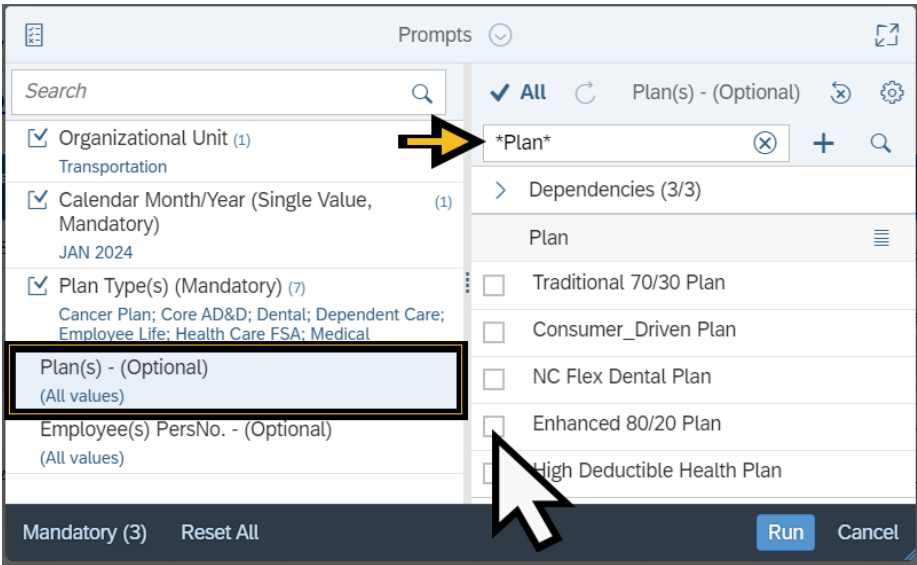 Prompts
Search
Organizational Unit (1)
Transportation
Calendar Month/Year (Single Value, (1)
Mandatory)
JAN 2024
Plan Type(s) (Mandatory) (7)
Cancer Plan; Core AD&D; Dental; Dependent Care;
Employee Life; Health Care FSA; Medical
Plan(s) - (Optional)
(All values)
Employee(s) PersNo. - (Optional)
(All values)
All Plan(s) - (Optional)
*Plan*
Dependencies (3/3)
Plan
Traditional 70/30 Plan
Consumer_Driven Plan
NC Flex Dental Plan
Enhanced 80/20 Plan
High Deductible Health Plan
Mandatory (3) Reset All Run Cancel